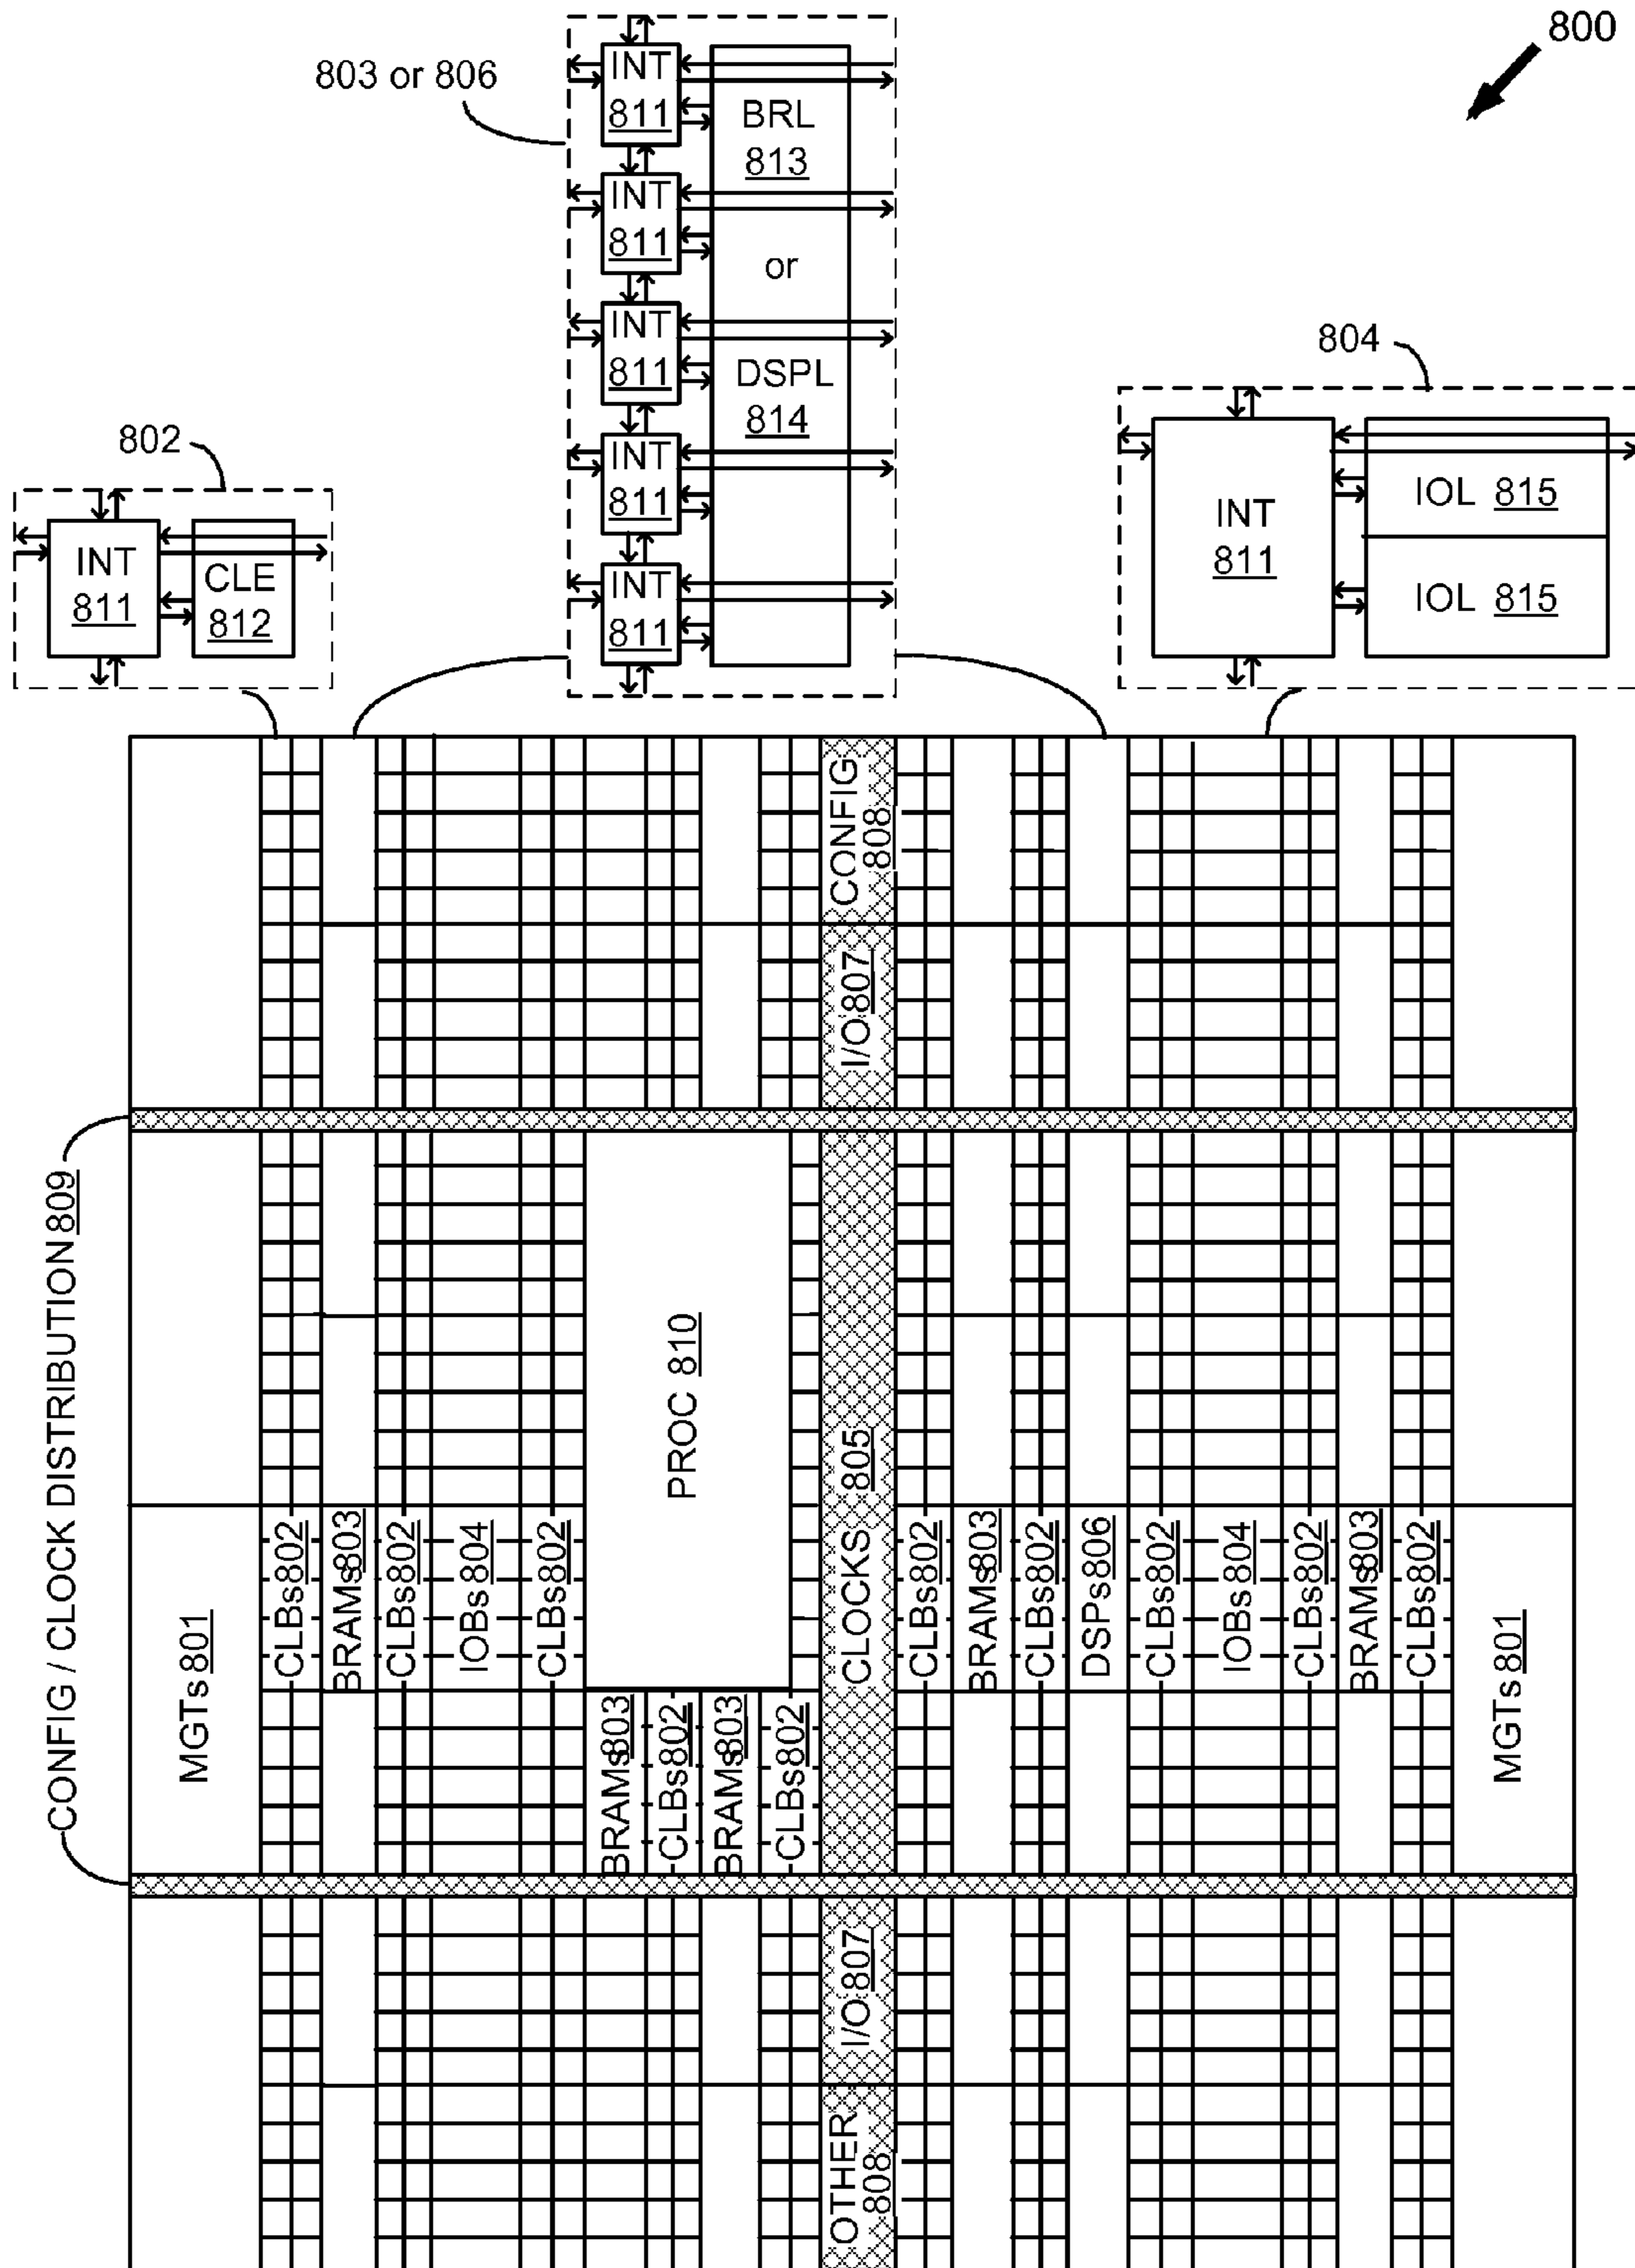 800
803 or 806
INT
811
BRL
813
INT
811
or
INT
811
DSPL
814
INT
811
INT
811
802
INT
811
CLE
812
804
INT
811
IOL 815
IOL 815
CONFIG
808
I/O 807
CONFIG / CLOCK DISTRIBUTION 809
PROC 810
CLOCKS 805
MGTs 801
CLBs 802
BRAMs 803
CLBs 802
IOBs 804
CLBs 802
BRAMs 803
CLBs 802
BRAMs 803
CLBs 802
CLBs 802
BRAMs 803
CLBs 802
DSPs 806
CLBs 802
IOBs 804
CLBs 802
BRAMs 803
CLBs 802
MGTs 801
I/O 807
OTHER
808